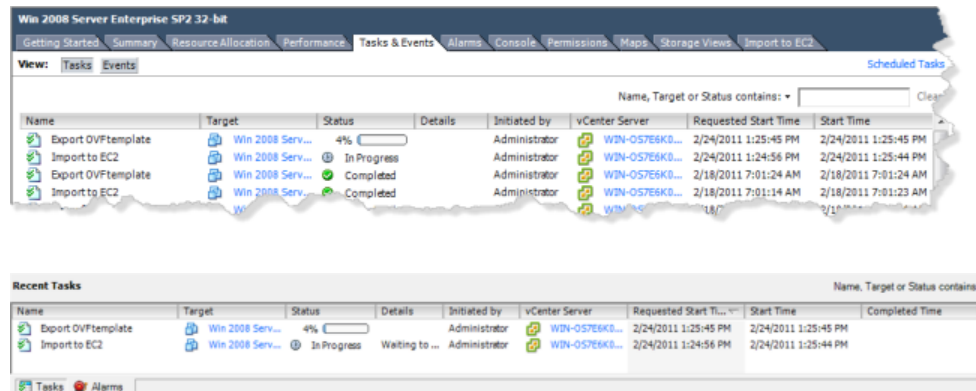 Win 2008 Server Enterprise SP2 32-bit
Getting Started Summary Resource Allocation Performance Tasks & Events Alarms Console Permissions Maps Storage Views Import to EC2
View: Tasks Events Scheduled Tasks
Name, Target or Status contains: Clear
Name Target Status Details Initiated by vCenter Server Requested Start Time Start Time
Export OVF template Win 2008 Serv... 4% Administrator WIN-OS7E6K0... 2/24/2011 1:25:45 PM 2/24/2011 1:25:45 PM
Import to EC2 Win 2008 Serv... In Progress Administrator WIN-OS7E6K0... 2/24/2011 1:24:56 PM 2/24/2011 1:25:44 PM
Export OVF template Win 2008 Serv... Completed Administrator WIN-OS7E6K0... 2/18/2011 7:01:24 AM 2/18/2011 7:01:24 AM
Import to EC2 Win 2008 Serv... Completed Administrator WIN-OS7E6K0... 2/18/2011 7:01:14 AM 2/18/2011 7:01:23 AM
Recent Tasks Name, Target or Status contains
Name Target Status Details Initiated by vCenter Server Requested Start Ti... Start Time Completed Time
Export OVF template Win 2008 Serv... 4% Administrator WIN-OS7E6K0... 2/24/2011 1:25:45 PM 2/24/2011 1:25:45 PM
Import to EC2 Win 2008 Serv... In Progress Waiting to ... Administrator WIN-OS7E6K0... 2/24/2011 1:24:56 PM 2/24/2011 1:25:44 PM
Tasks Alarms